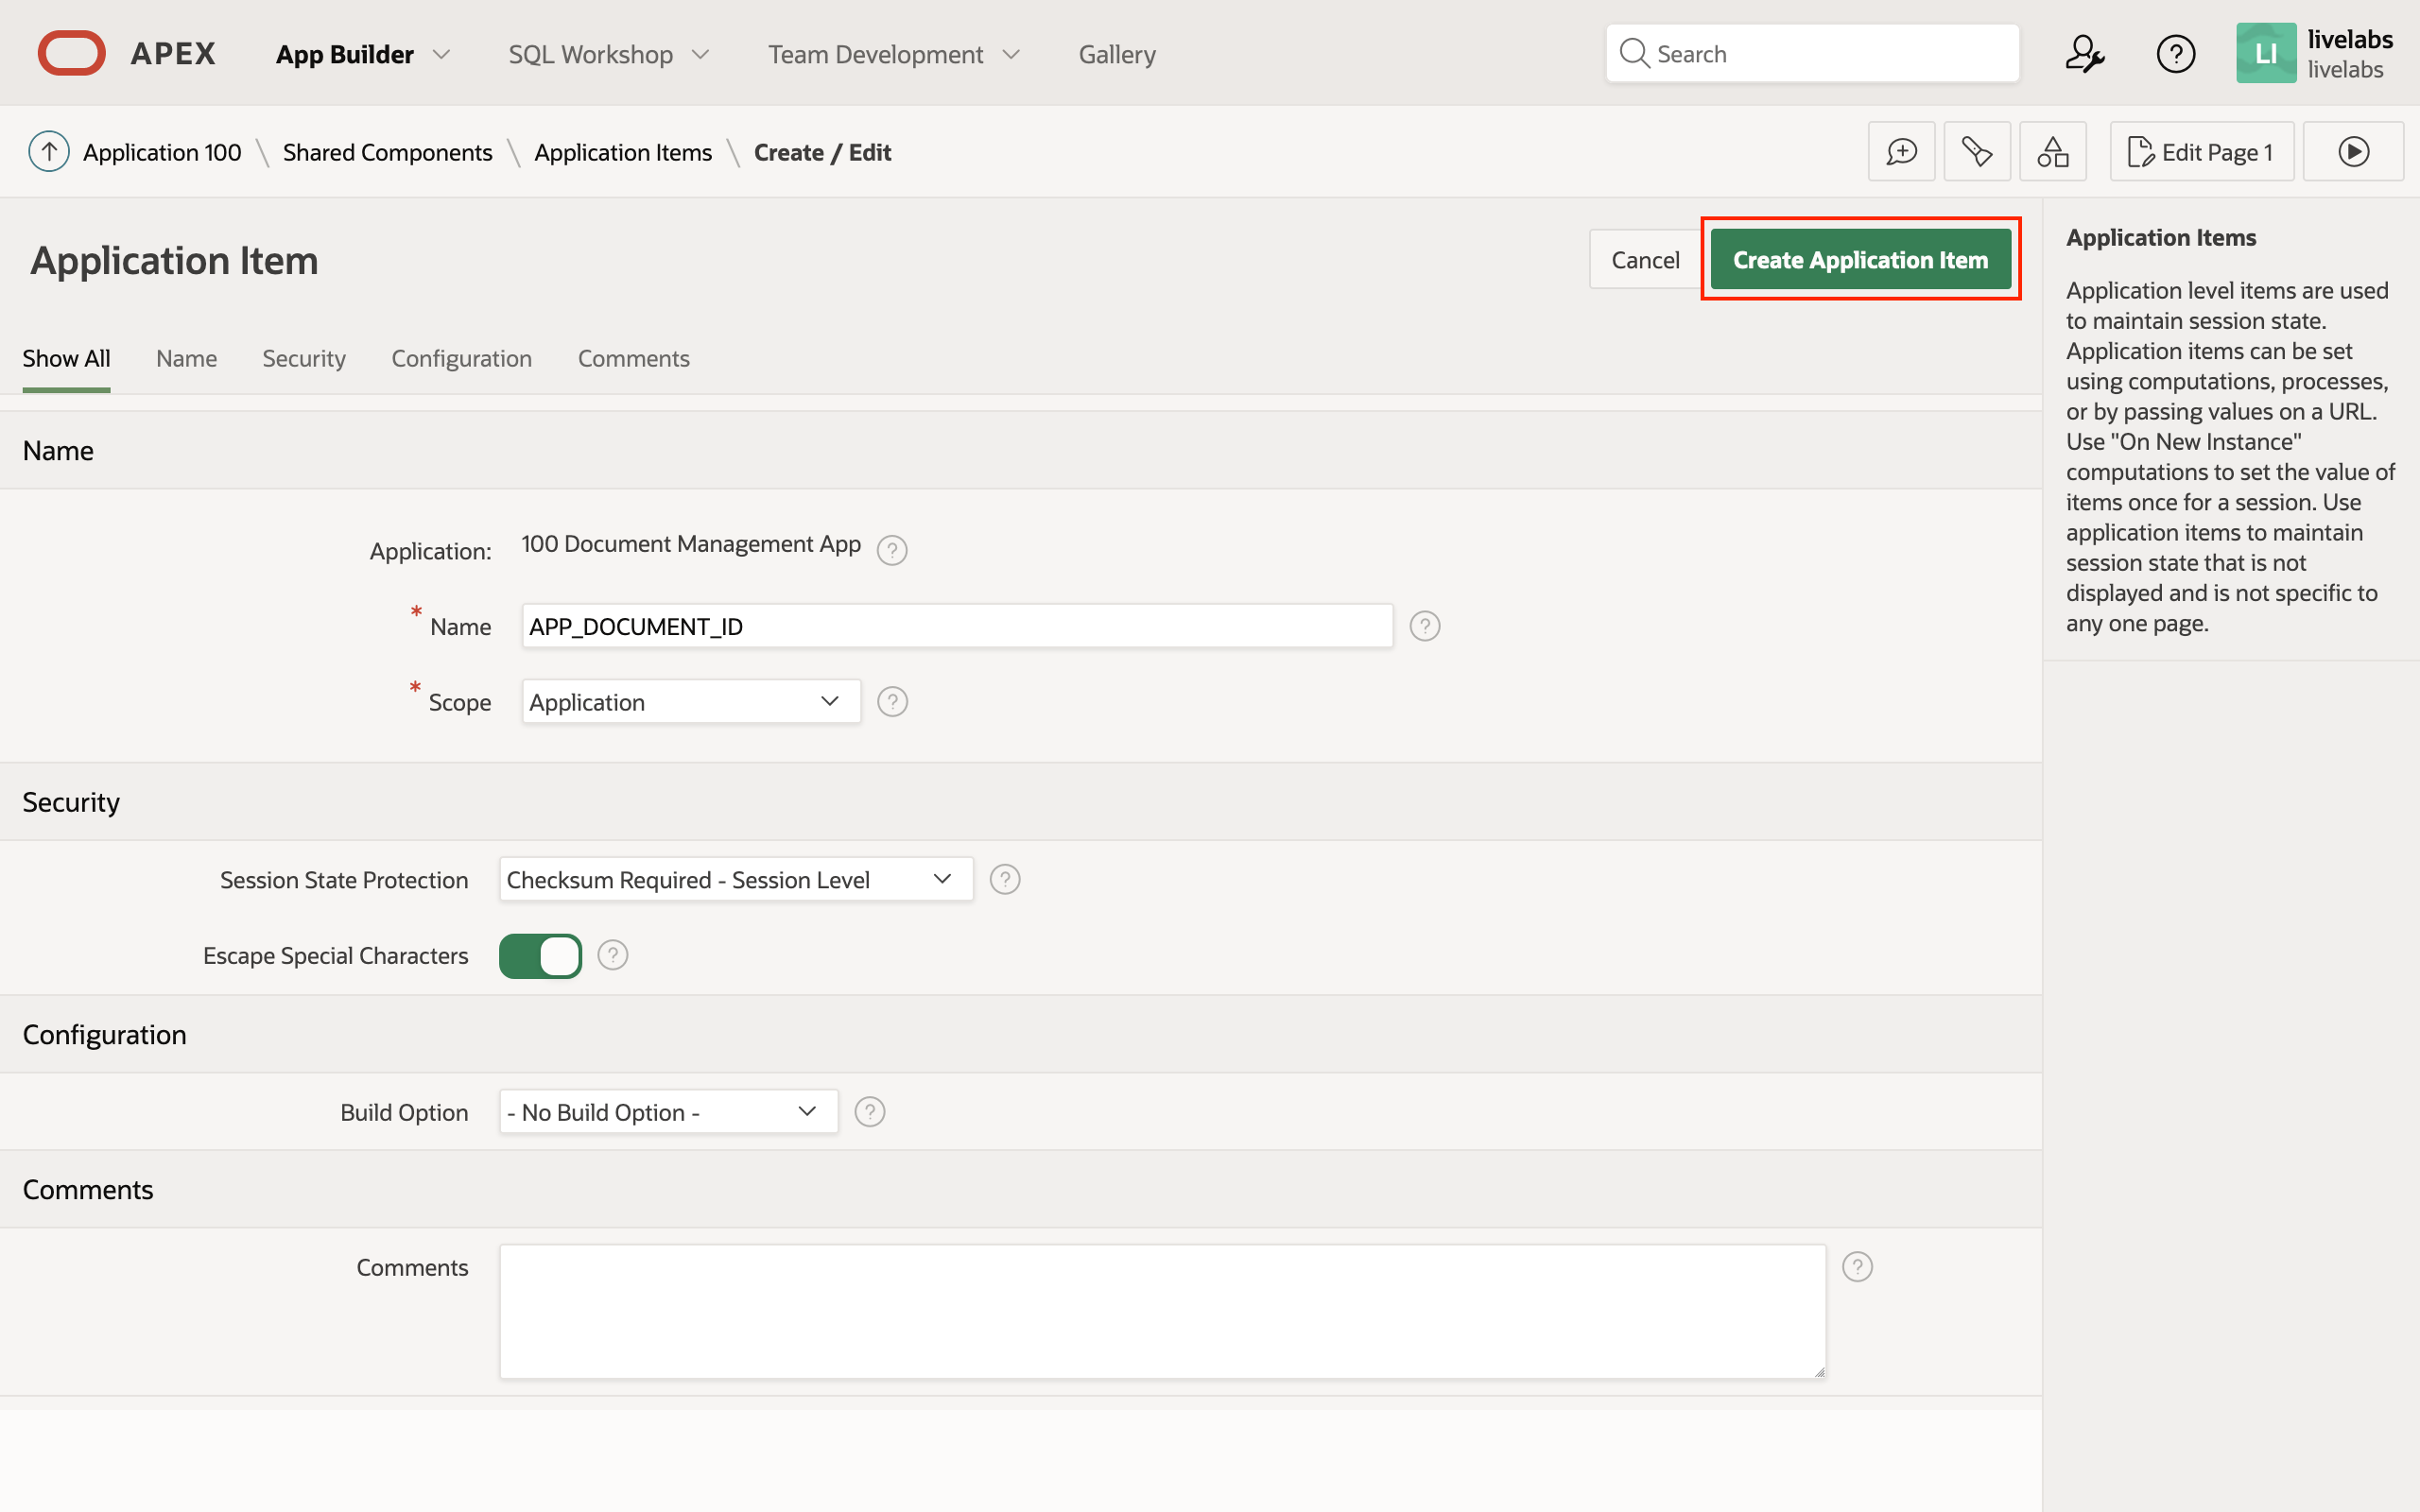 APEX App Builder SQL Workshop Team Development Gallery Search LI livelabs
livelabs
Application 100 \ Shared Components \ Application Items \ Create / Edit Edit Page 1
Application Item Cancel Create Application Item
Show All Name Security Configuration Comments
Name
Application: 100 Document Management App ?
* Name APP_DOCUMENT_ID ?
* Scope Application ?
Security
Session State Protection Checksum Required - Session Level ?
Escape Special Characters ?
Configuration
Build Option - No Build Option - ?
Comments
Comments ?
Application Items
Application level items are used
to maintain session state.
Application items can be set
using computations, processes,
or by passing values on a URL.
Use "On New Instance"
computations to set the value of
items once for a session. Use
application items to maintain
session state that is not
displayed and is not specific to
any one page.